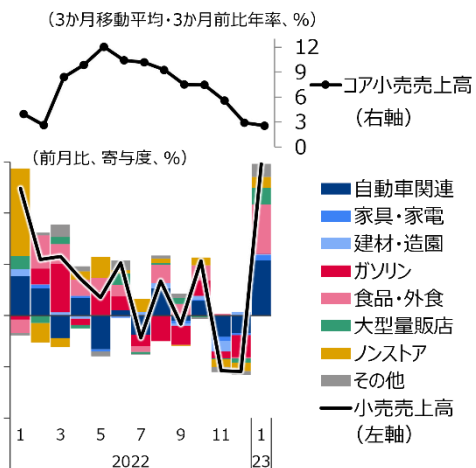 (3か月移動平均・3か月前比年率、%)
12
9
6
3
0
コア小売売上高
(右軸)
(前月比、寄与度、%)
自動車関連
家具・家電
建材・造園
ガソリン
食品・外食
大型量販店
ノンストア
その他
小売売上高
(左軸)
1 3 5 7 9 11 1
2022 23